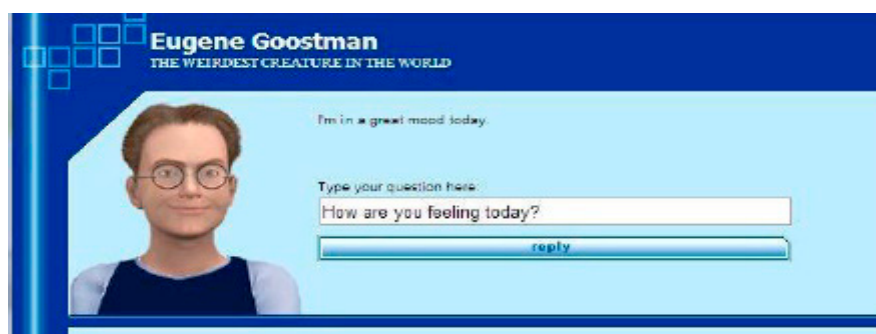 Eugene Goostman
THE WEIRDEST CREATURE IN THE WORLD
I'm in a great mood today.
Type your question here:
How are you feeling today?
reply